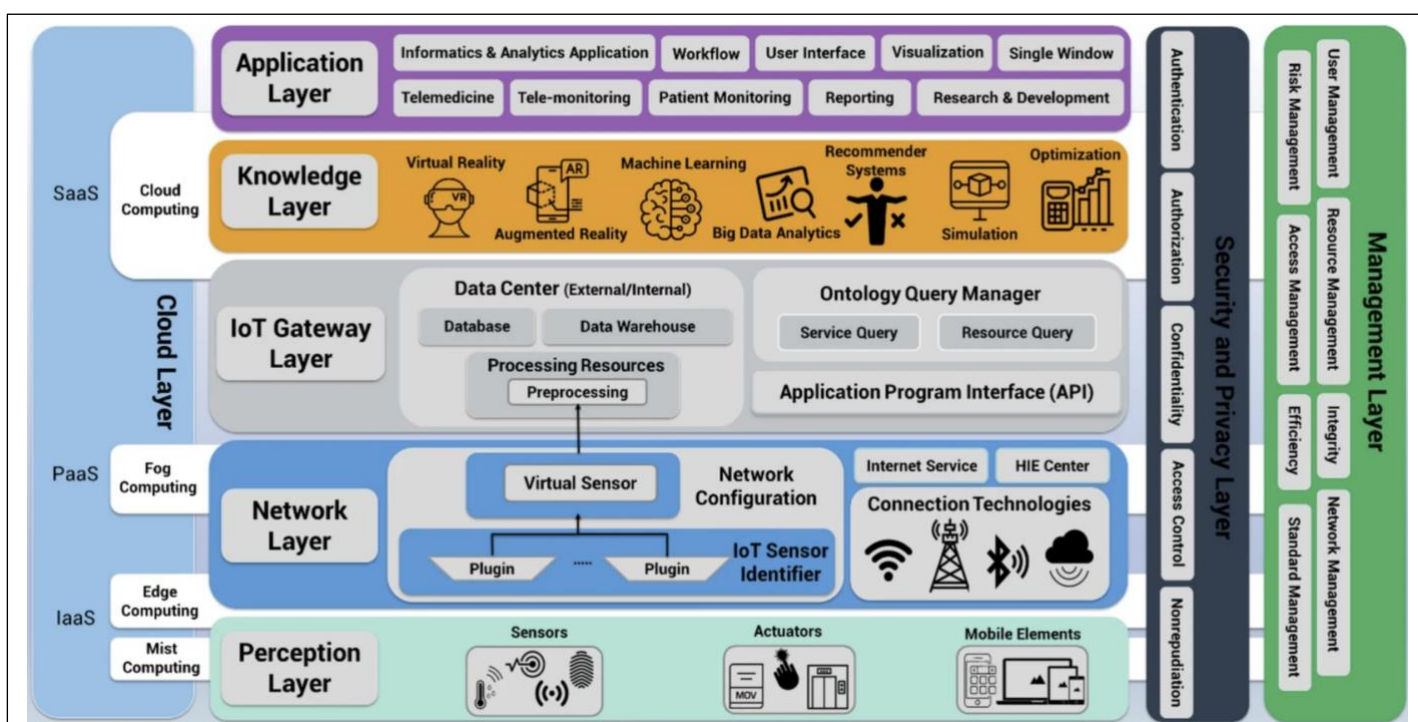 SaaS
PaaS
IaaS
Cloud Layer
Cloud
Computing
Fog
Computing
Edge
Computing
Mist
Computing
Application
Layer
Informatics & Analytics Application
Workflow
User Interface
Visualization
Single Window
Telemedicine
Tele-monitoring
Patient Monitoring
Reporting
Research & Development
Knowledge
Layer
Virtual Reality
VR
AR
Augmented Reality
Machine Learning
Big Data Analytics
Recommender
Systems
Simulation
Optimization
IoT Gateway
Layer
Data Center (External/Internal)
Database
Data Warehouse
Processing Resources
Preprocessing
Ontology Query Manager
Service Query
Resource Query
Application Program Interface (API)
Network
Layer
Virtual Sensor
Network
Configuration
Plugin
.....
Plugin
IoT Sensor
Identifier
Internet Service
HIE Center
Connection Technologies
Perception
Layer
Sensors
Actuators
MOV
Mobile Elements
Authentication
Authorization
Confidentiality
Access Control
Nonrepudiation
Security and Privacy Layer
Risk Management
Access Management
Efficiency
Standard Management
User Management
Resource Management
Integrity
Network Management
Management Layer